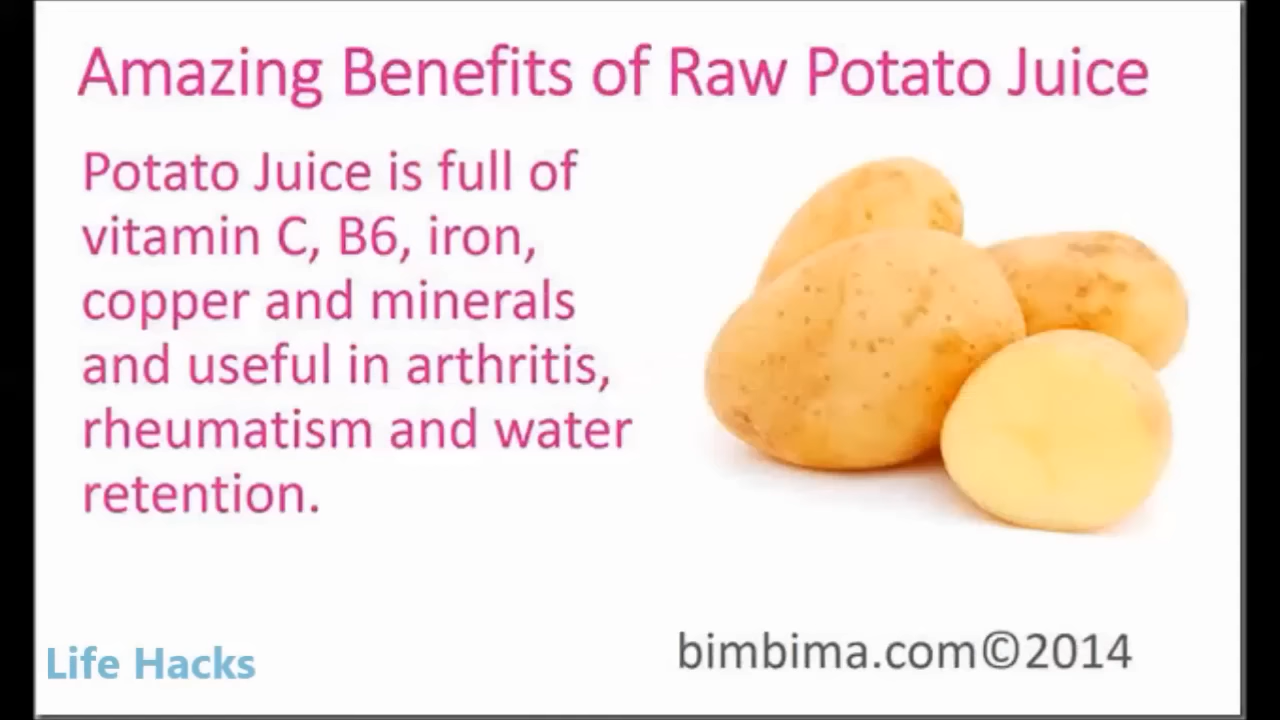 Amazing Benefits of Raw Potato Juice
Potato Juice is full of
vitamin C, B6, iron,
copper and minerals
and useful in arthritis,
rheumatism and water
retention.
Life Hacks
bimbima.com©2014